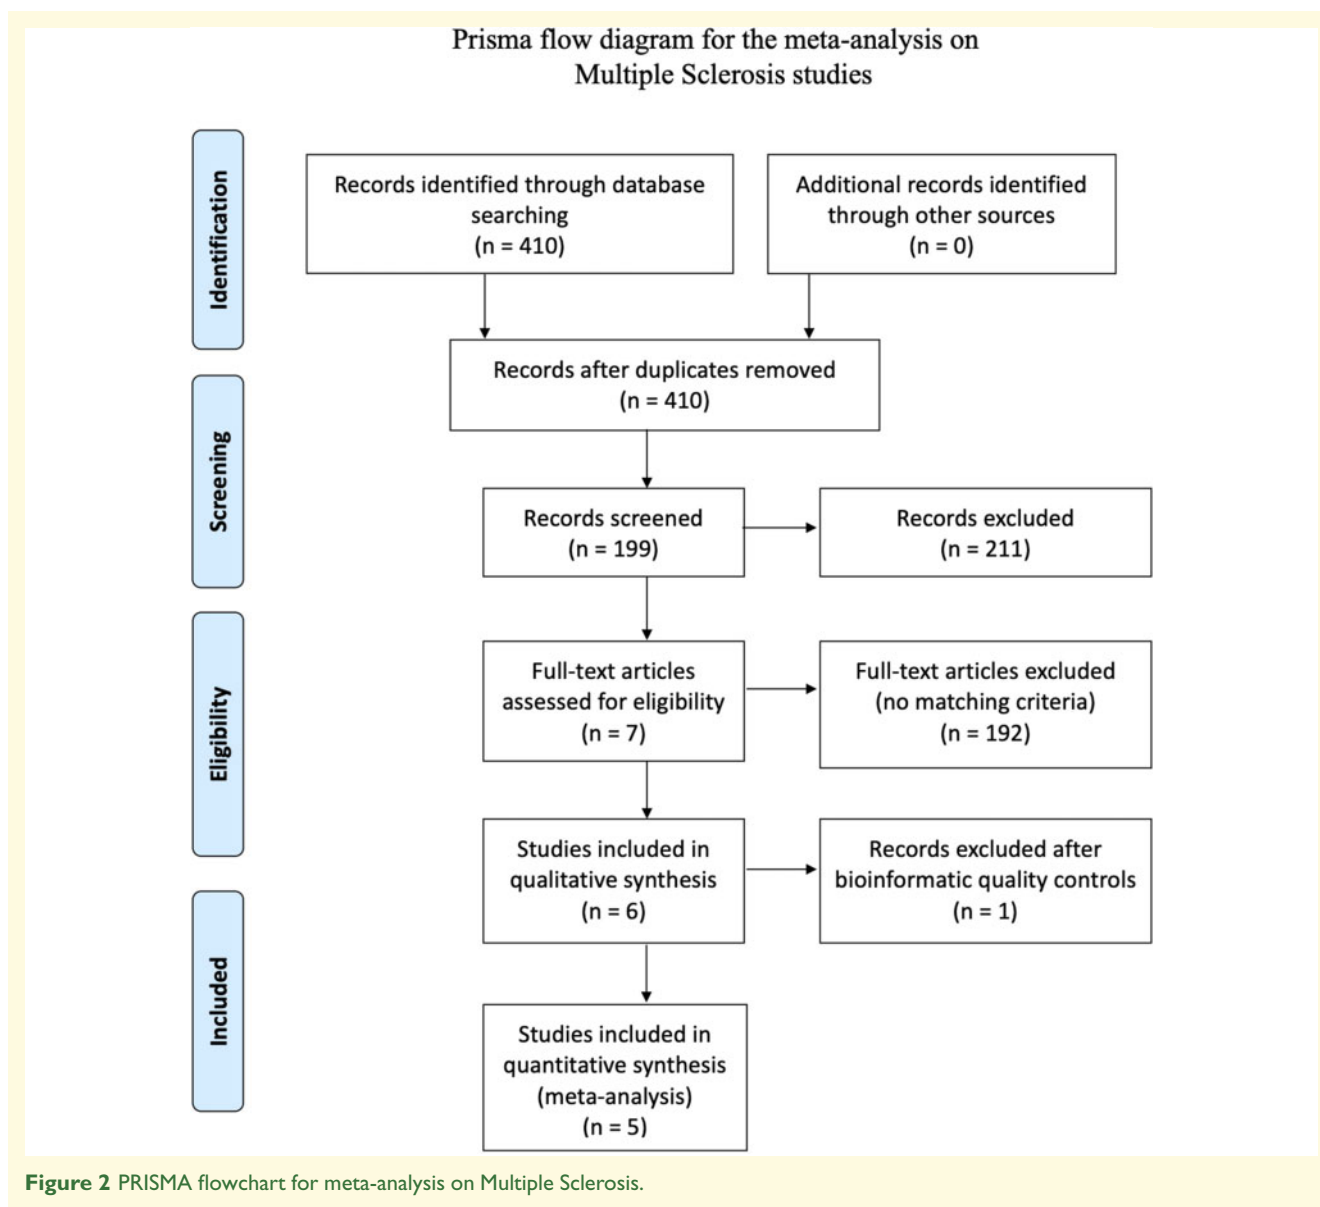 Prisma flow diagram for the meta-analysis on
Multiple Sclerosis studies
Identification
Records identified through database
searching
(n = 410)
Additional records identified
through other sources
(n = 0)
Records after duplicates removed
(n = 410)
Screening
Records screened
(n = 199)
Records excluded
(n = 211)
Eligibility
Full-text articles
assessed for eligibility
(n = 7)
Full-text articles excluded
(no matching criteria)
(n = 192)
Studies included in
qualitative synthesis
(n = 6)
Records excluded after
bioinformatic quality controls
(n = 1)
Included
Studies included in
quantitative synthesis
(meta-analysis)
(n = 5)
Figure 2 PRISMA flowchart for meta-analysis on Multiple Sclerosis.